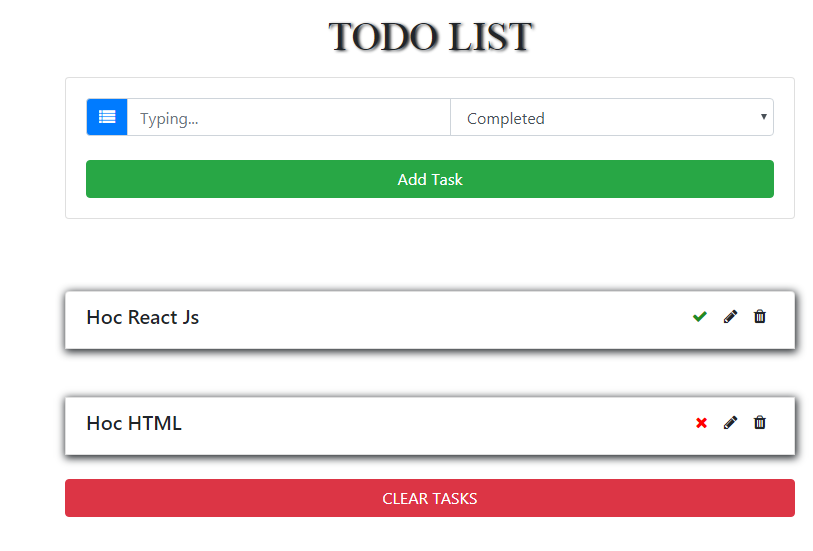 TODO LIST
Typing...
Completed
Add Task
Hoc React Js
Hoc HTML
CLEAR TASKS